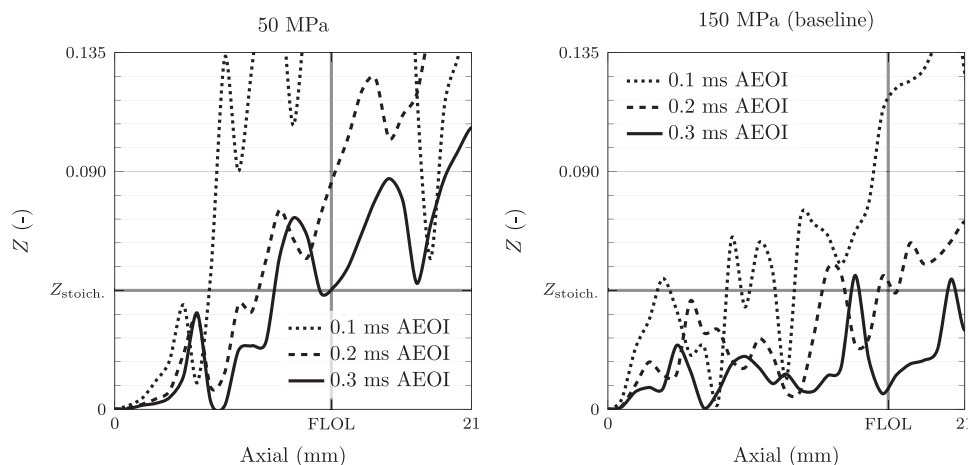 50 MPa
0.135
0.090
Z_stoich.
0
Z (-)
0.1 ms AEOI
0.2 ms AEOI
0.3 ms AEOI
0 FLOL 21
Axial (mm)
150 MPa (baseline)
0.135
0.1 ms AEOI
0.2 ms AEOI
0.3 ms AEOI
0.090
Z_stoich.
0
Z (-)
0 FLOL 21
Axial (mm)